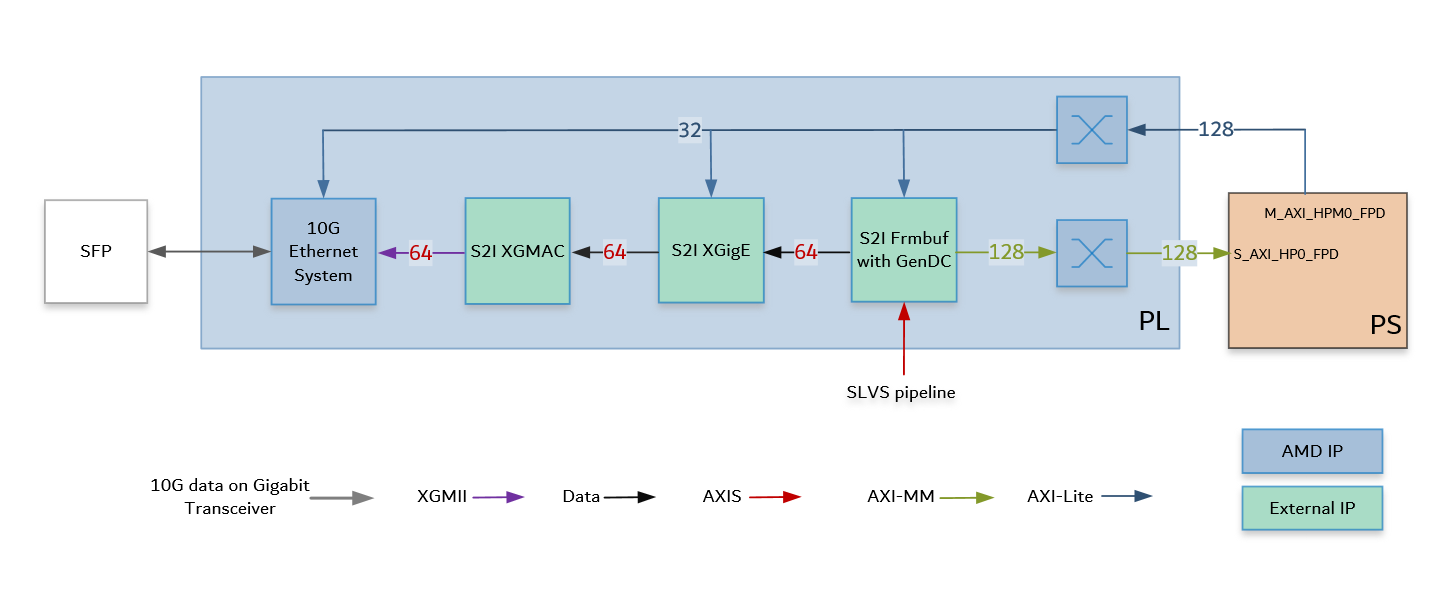 32
128
M_AXI_HPM0_FPD
SFP
10G
Ethernet
System
64
S2I XGMAC
64
S2I XGigE
64
S2I Frmbuf
with GenDC
128
128
S_AXI_HP0_FPD
PL
PS
SLVS pipeline
AMD IP
10G data on Gigabit
Transceiver
XGMII
Data
AXIS
AXI-MM
AXI-Lite
External IP